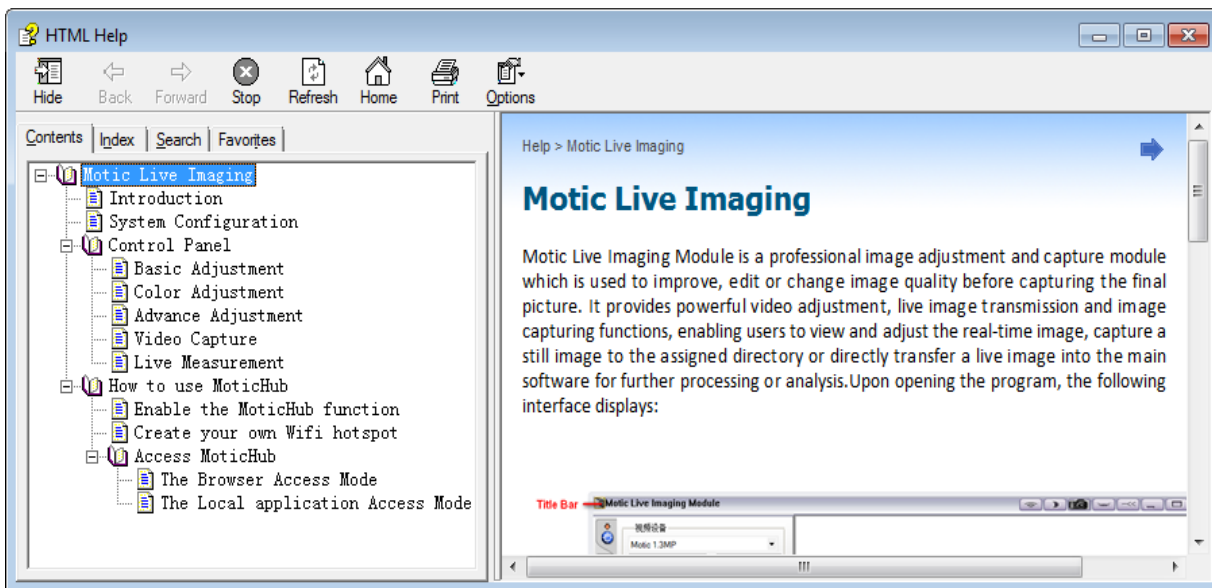 HTML Help
Hide Back Forward Stop Refresh Home Print Options
Contents Index Search Favorites
Motic Live Imaging
Introduction
System Configuration
Control Panel
Basic Adjustment
Color Adjustment
Advance Adjustment
Video Capture
Live Measurement
How to use MoticHub
Enable the MoticHub function
Create your own Wifi hotspot
Access MoticHub
The Browser Access Mode
The Local application Access Mode
Help > Motic Live Imaging
Motic Live Imaging
Motic Live Imaging Module is a professional image adjustment and capture module
which is used to improve, edit or change image quality before capturing the final
picture. It provides powerful video adjustment, live image transmission and image
capturing functions, enabling users to view and adjust the real-time image, capture a
still image to the assigned directory or directly transfer a live image into the main
software for further processing or analysis.Upon opening the program, the following
interface displays:
Title Bar Motic Live Imaging Module
视频设备
Motic 1.3MP